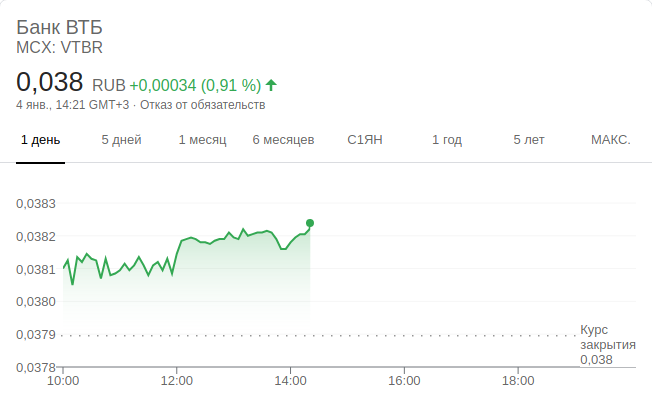 Банк ВТБ
MCX: VTBR
0,038 RUB +0,00034 (0,91 %)
4 янв., 14:21 GMT+3 · Отказ от обязательств
1 день 5 дней 1 месяц 6 месяцев С1ЯН 1 год 5 лет МАКС.
0,0383
0,0382
0,0381
0,0380
0,0379
0,0378
Курс
закрытия
0,038
10:00 12:00 14:00 16:00 18:00